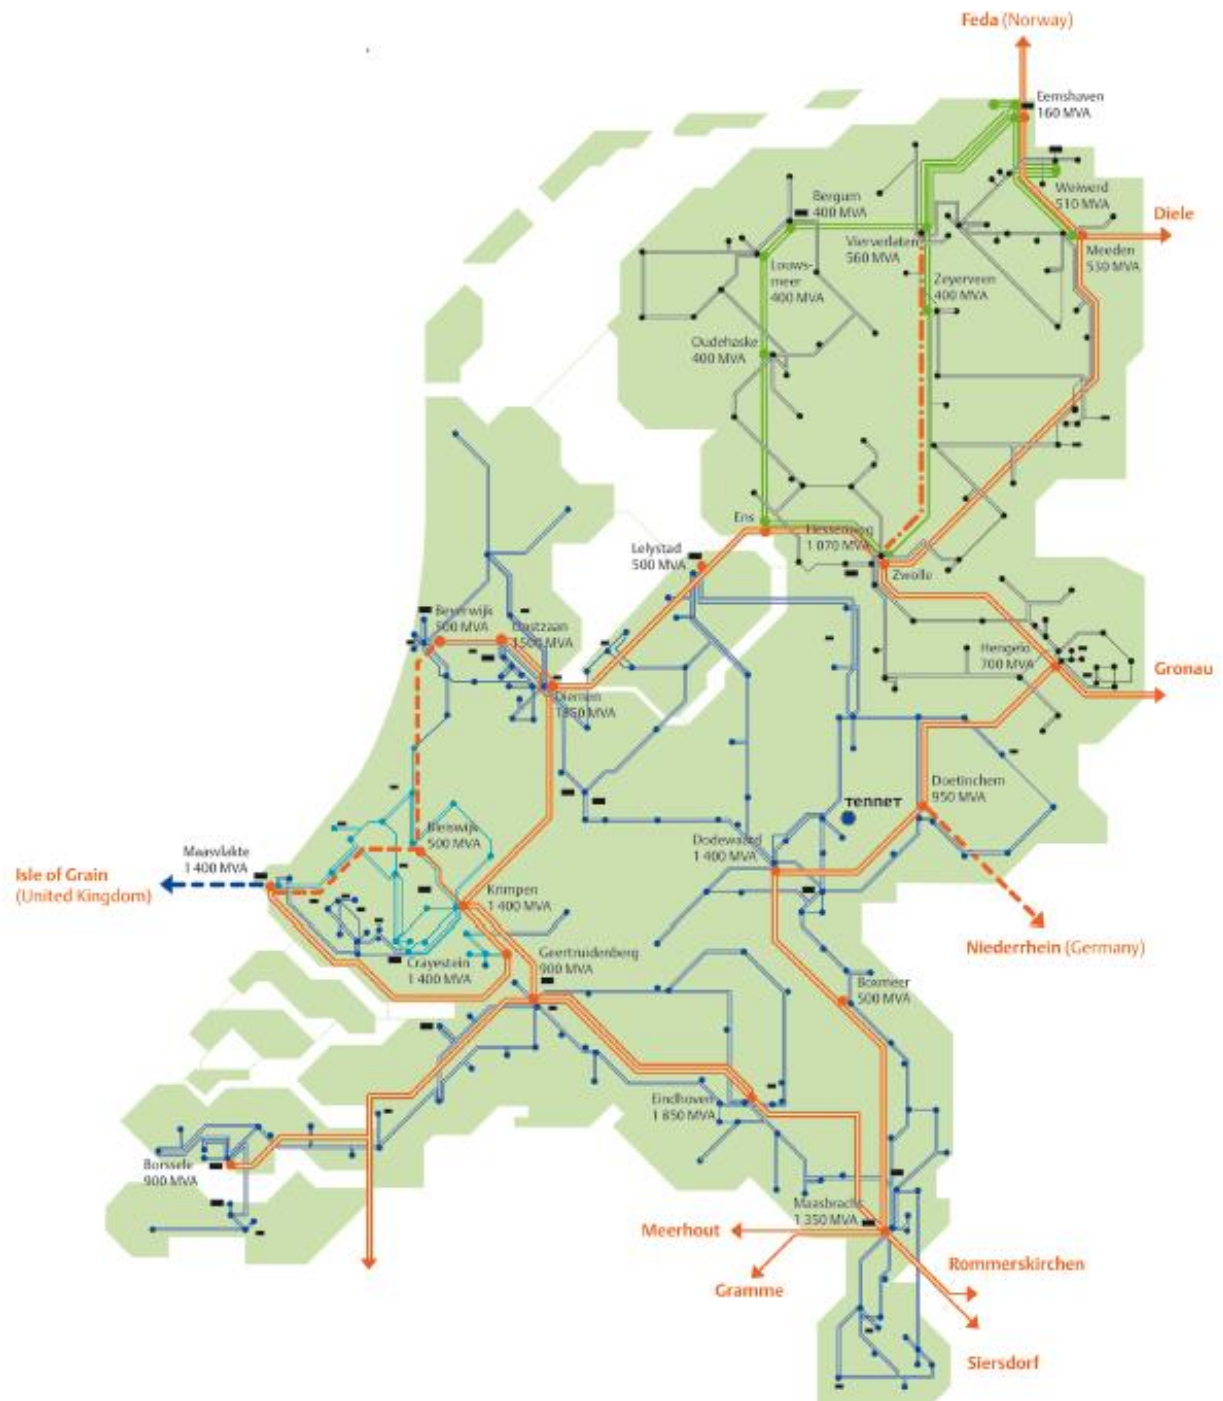 Feda (Norway)
Eemshaven
160 MVA
Weiwerd
510 MVA
Diele
Meeden
530 MVA
Bergum
400 MVA
Vierverlaten
560 MVA
Louws-
meer
400 MVA
Zeyerveen
400 MVA
Oudehaske
400 MVA
Ens
Hessenweg
1 070 MVA
Zwolle
Lelystad
500 MVA
Beverwijk
500 MVA
Oostzaan
1500 MVA
Hengelo
700 MVA
Gronau
Diemen
1850 MVA
Doetinchem
950 MVA
TenneT
Bleiswijk
500 MVA
Dodewaard
1 400 MVA
Maasvlakte
1 400 MVA
Isle of Grain
(United Kingdom)
Krimpen
1 400 MVA
Niederrhein (Germany)
Geertruidenberg
900 MVA
Crayestein
1 400 MVA
Boxmeer
500 MVA
Eindhoven
1 850 MVA
Borssele
900 MVA
Maasbracht
1 350 MVA
Meerhout
Gramme
Rommerskirchen
Siersdorf